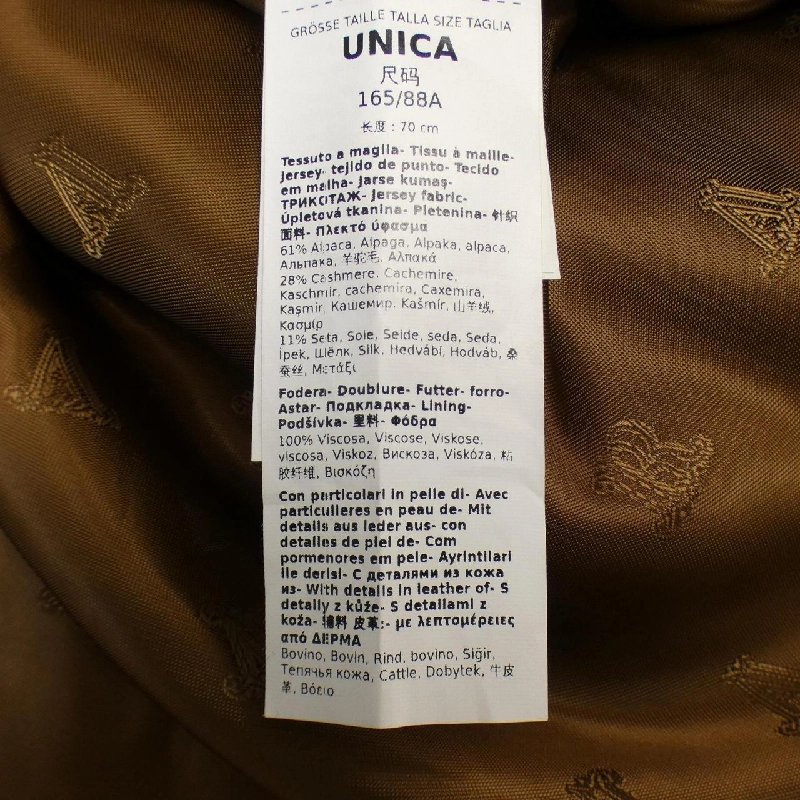 GRÖSSE TAILLE TALLA SIZE TAGLIA
UNICA
尺码
165/88A
长度 : 70 cm
Tessuto a maglia- Tissu à maille-
Jersey- tejido de punto- Tecido
em malha- Jarse kumaş-
ТРИКОТАЖ- Jersey fabric-
Úpletová tkanina- Pletenina- 针织
面料- Πλεκτό ύφασμα
61% Alpaca, Alpaga, Alpaka, alpaca,
Альпака, 羊驼毛, Αλπακά
28% Cashmere, Cachemire,
Kaschmir, cachemira, Caxemira,
Kaşmir, Кашемир, Kašmír, 山羊绒,
Κασμίρ
11% Seta, Soie, Seide, seda, Seda,
İpek, Шёлк, Silk, Hedvábí, Hodváb, 桑
蚕丝, Μετάξι
Fodera- Doublure- Futter- forro-
Astar- Подкладка- Lining-
Podšívka- 里料- Φόδρα
100% Viscosa, Viscose, Viskose,
viscosa, Viskoz, Вискоза, Viskóza, 粘
胶纤维, Βισκόζη
Con particolari in pelle di- Avec
particulieres en peau de- Mit
details aus leder aus- con
detalles de piel de- Com
pormenores em pele- Ayrintilari
ile derisi- С деталями из кожа
из- With details in leather of- S
detaily z kůže- S detailami z
koža- 辅料 皮革:- με λεπτομέρειες
από ΔΕΡΜΑ
Bovino, Bovin, Rind, bovino, Siğir,
Телячья кожа, Cattle, Dobytek, 牛皮
革, Βόειο